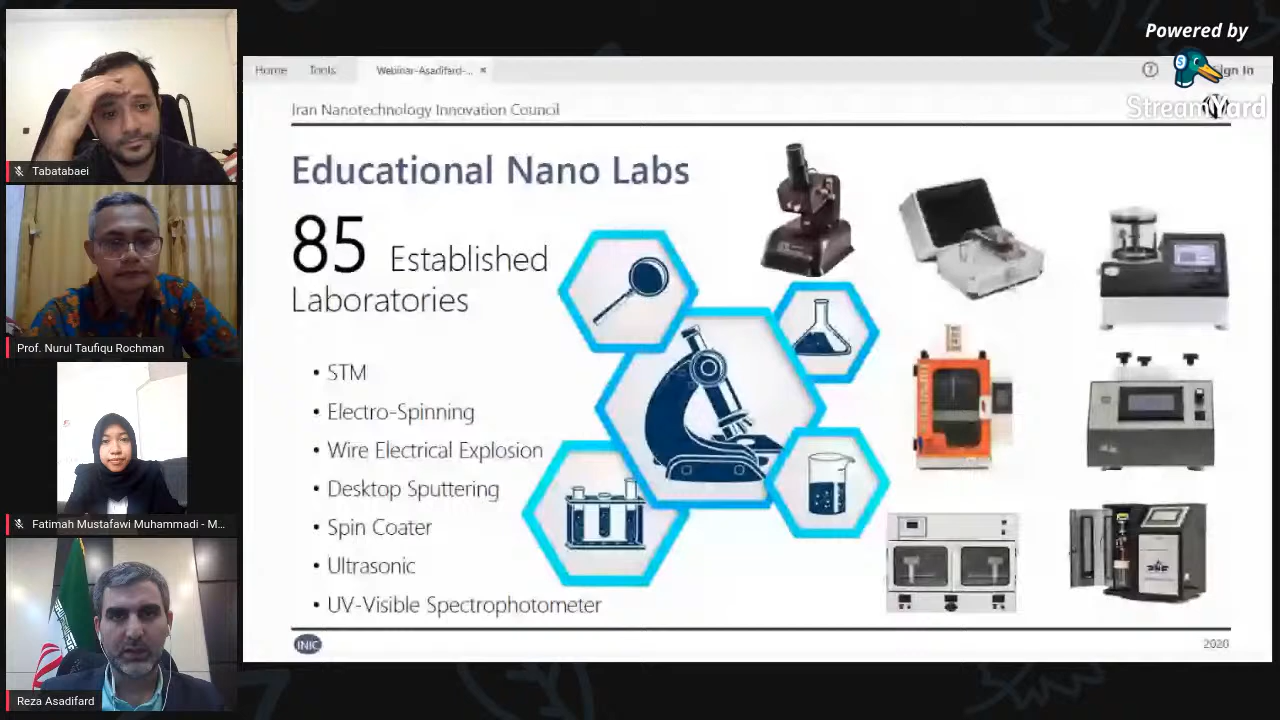 Powered by
StreamYard
Home
Tools
Webinar-Asadifard-...
Sign In
Iran Nanotechnology Innovation Council
Educational Nano Labs
85 Established
Laboratories
• STM
• Electro-Spinning
• Wire Electrical Explosion
• Desktop Sputtering
• Spin Coater
• Ultrasonic
• UV-Visible Spectrophotometer
INIC
2020
Tabatabaei
Prof. Nurul Taufiqu Rochman
Fatimah Mustafawi Muhammadi - M...
Reza Asadifard